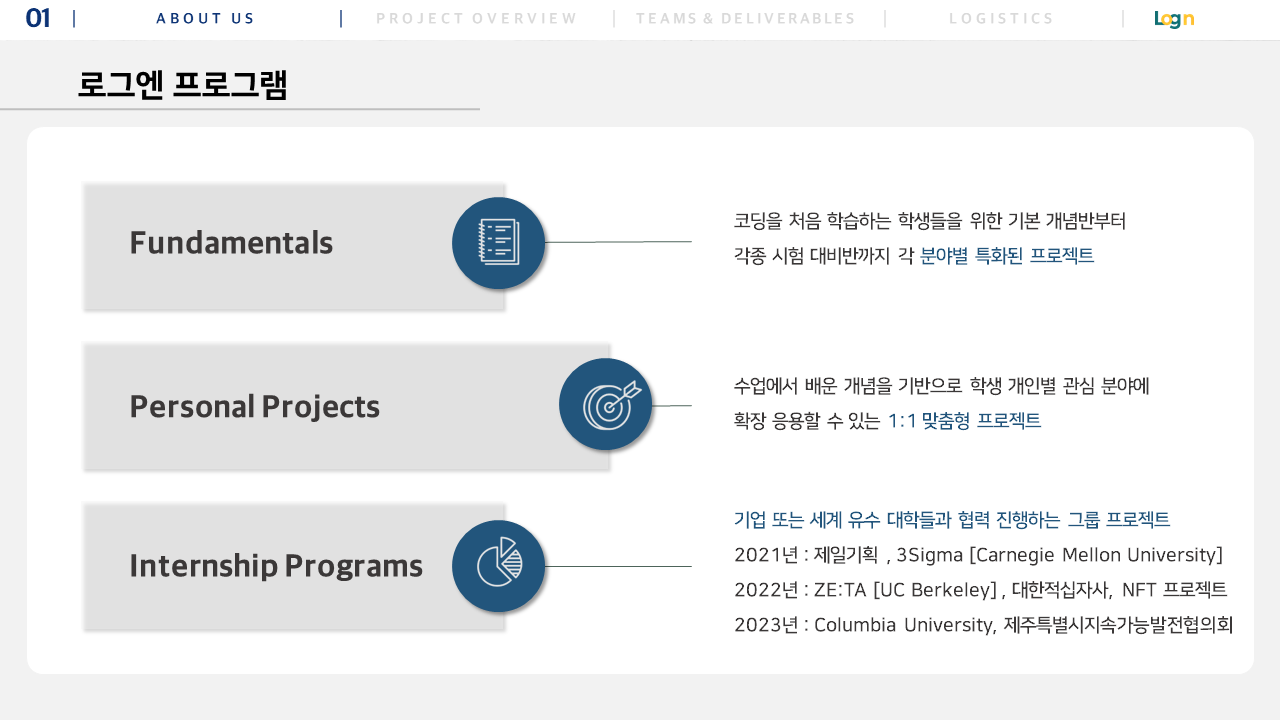 01 | ABOUT US | PROJECT OVERVIEW | TEAMS & DELIVERABLES | LOGISTICS | Logn
로그엔 프로그램
Fundamentals
코딩을 처음 학습하는 학생들을 위한 기본 개념반부터
각종 시험 대비반까지 각 분야별 특화된 프로젝트
Personal Projects
수업에서 배운 개념을 기반으로 학생 개인별 관심 분야에
확장 응용할 수 있는 1:1 맞춤형 프로젝트
Internship Programs
기업 또는 세계 유수 대학들과 협력 진행하는 그룹 프로젝트
2021년 : 제일기획 , 3Sigma [Carnegie Mellon University]
2022년 : ZE:TA [UC Berkeley] , 대한적십자사, NFT 프로젝트
2023년 : Columbia University, 제주특별시지속가능발전협의회